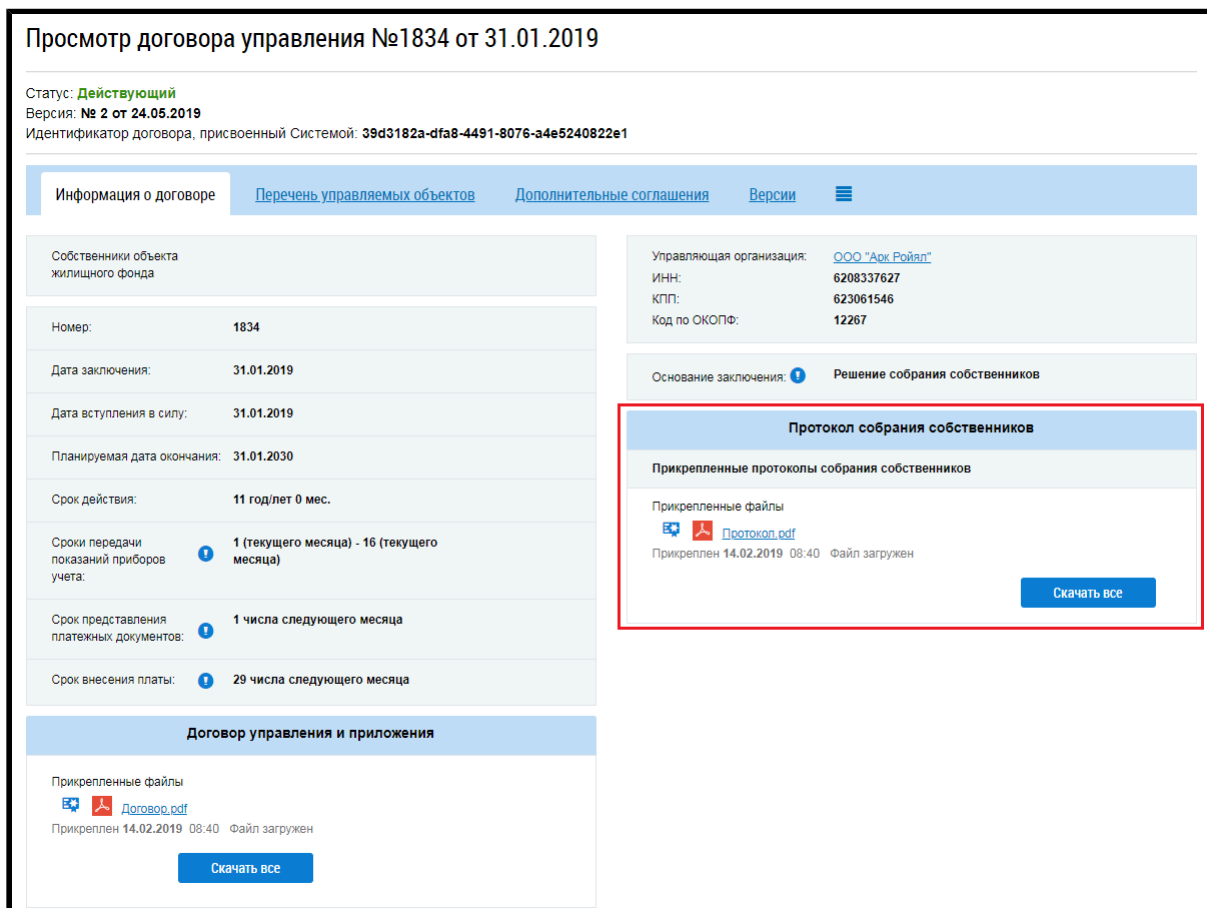 Просмотр договора управления №1834 от 31.01.2019
Статус: Действующий
Версия: № 2 от 24.05.2019
Идентификатор договора, присвоенный Системой: 39d3182a-dfa8-4491-8076-a4e5240822e1
Информация о договоре Перечень управляемых объектов Дополнительные соглашения Версии
Собственники объекта
жилищного фонда
Номер: 1834
Дата заключения: 31.01.2019
Дата вступления в силу: 31.01.2019
Планируемая дата окончания: 31.01.2030
Срок действия: 11 год/лет 0 мес.
Сроки передачи
показаний приборов
учета:
1 (текущего месяца) - 16 (текущего
месяца)
Срок представления
платежных документов:
1 числа следующего месяца
Срок внесения платы: 29 числа следующего месяца
Договор управления и приложения
Прикрепленные файлы
Договор.pdf
Прикреплен 14.02.2019 08:40 Файл загружен
Скачать все
Управляющая организация: ООО "Арк Ройял"
ИНН: 6208337627
КПП: 623061546
Код по ОКОПФ: 12267
Основание заключения: Решение собрания собственников
Протокол собрания собственников
Прикрепленные протоколы собрания собственников
Прикрепленные файлы
Протокол.pdf
Прикреплен 14.02.2019 08:40 Файл загружен
Скачать все